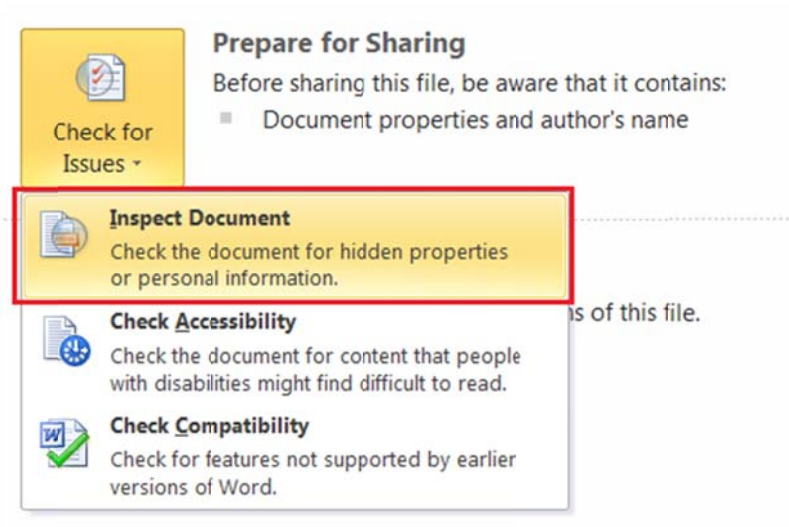 Prepare for Sharing
Before sharing this file, be aware that it contains:
Document properties and author's name
Check for
Issues
Inspect Document
Check the document for hidden properties
or personal information.
Check Accessibility
ns of this file.
Check the document for content that people
with disabilities might find difficult to read.
Check Compatibility
Check for features not supported by earlier
versions of Word.